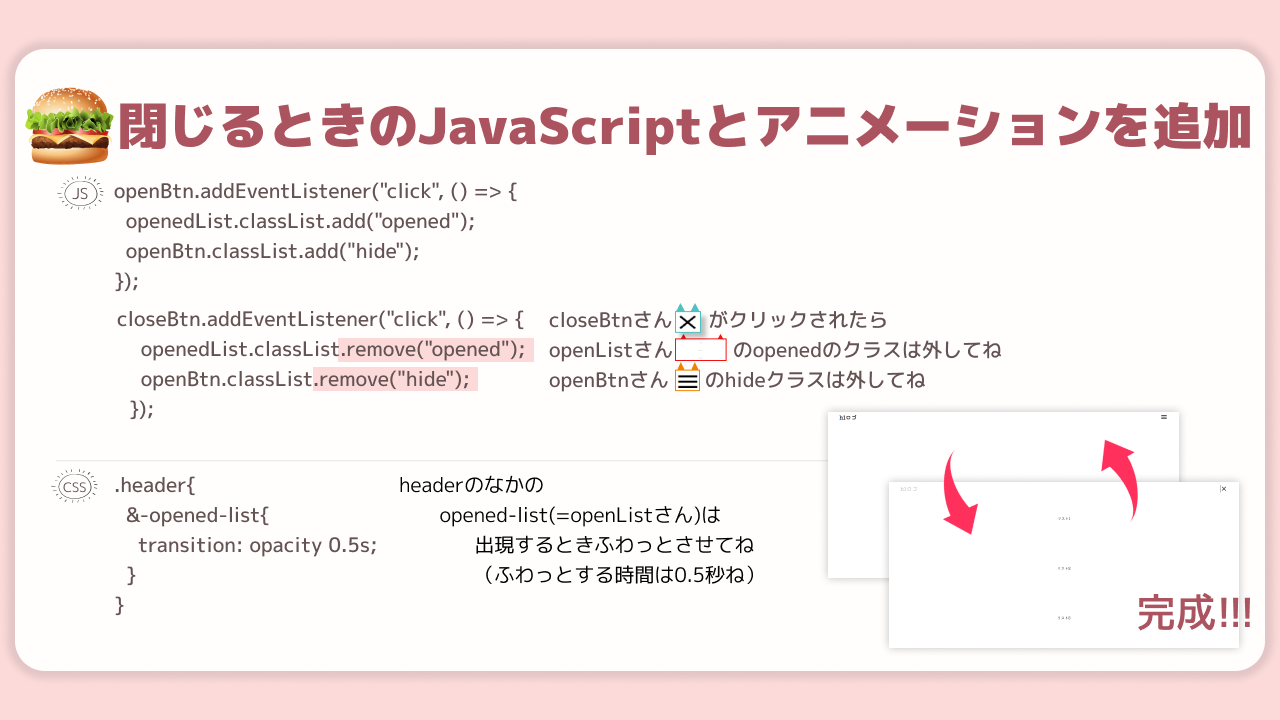 閉じるときのJavaScriptとアニメーションを追加
JS
openBtn.addEventListener("click", () => {
openedList.classList.add("opened");
openBtn.classList.add("hide");
});
closeBtn.addEventListener("click", () => {
openedList.classList.remove("opened");
openBtn.classList.remove("hide");
});
closeBtnさん がクリックされたら
openListさん のopenedのクラスは外してね
openBtnさん のhideクラスは外してね
CSS
.header{
&-opened-list{
transition: opacity 0.5s;
}
}
headerのなかの
opened-list(=openListさん)は
出現するときふわっとさせてね
（ふわっとする時間は0.5秒ね）
完成!!!